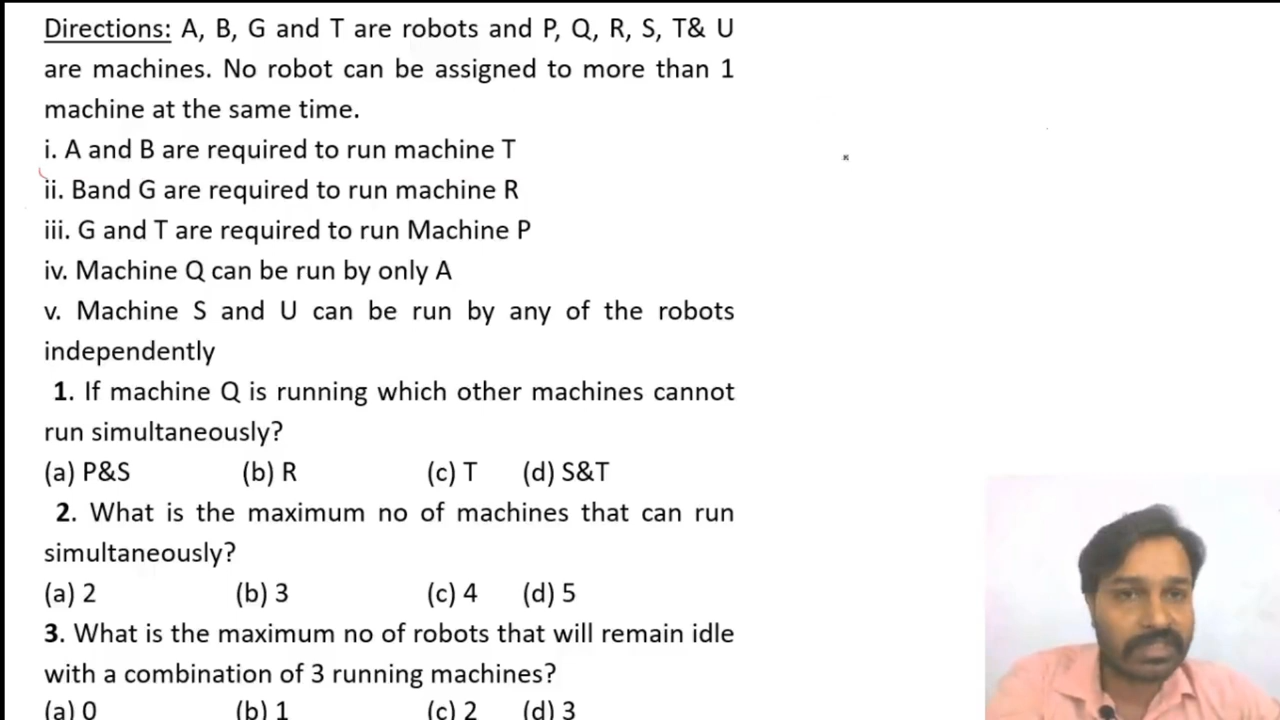 Directions: A, B, G and T are robots and P, Q, R, S, T& U
are machines. No robot can be assigned to more than 1
machine at the same time.
i. A and B are required to run machine T
ii. Band G are required to run machine R
iii. G and T are required to run Machine P
iv. Machine Q can be run by only A
v. Machine S and U can be run by any of the robots
independently
1. If machine Q is running which other machines cannot
run simultaneously?
(a) P&S (b) R (c) T (d) S&T
2. What is the maximum no of machines that can run
simultaneously?
(a) 2 (b) 3 (c) 4 (d) 5
3. What is the maximum no of robots that will remain idle
with a combination of 3 running machines?
(a) 0 (b) 1 (c) 2 (d) 3